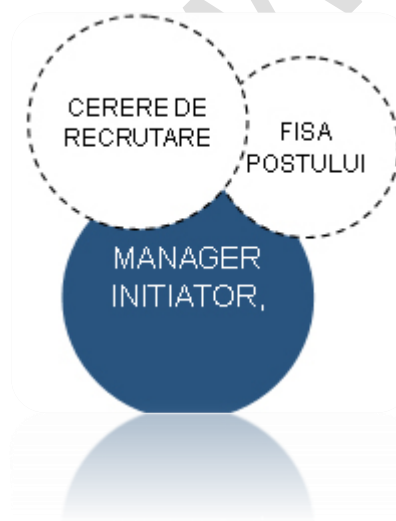 CERERE DE
RECRUTARE
FISA
POSTULUI
MANAGER
INITIATOR,